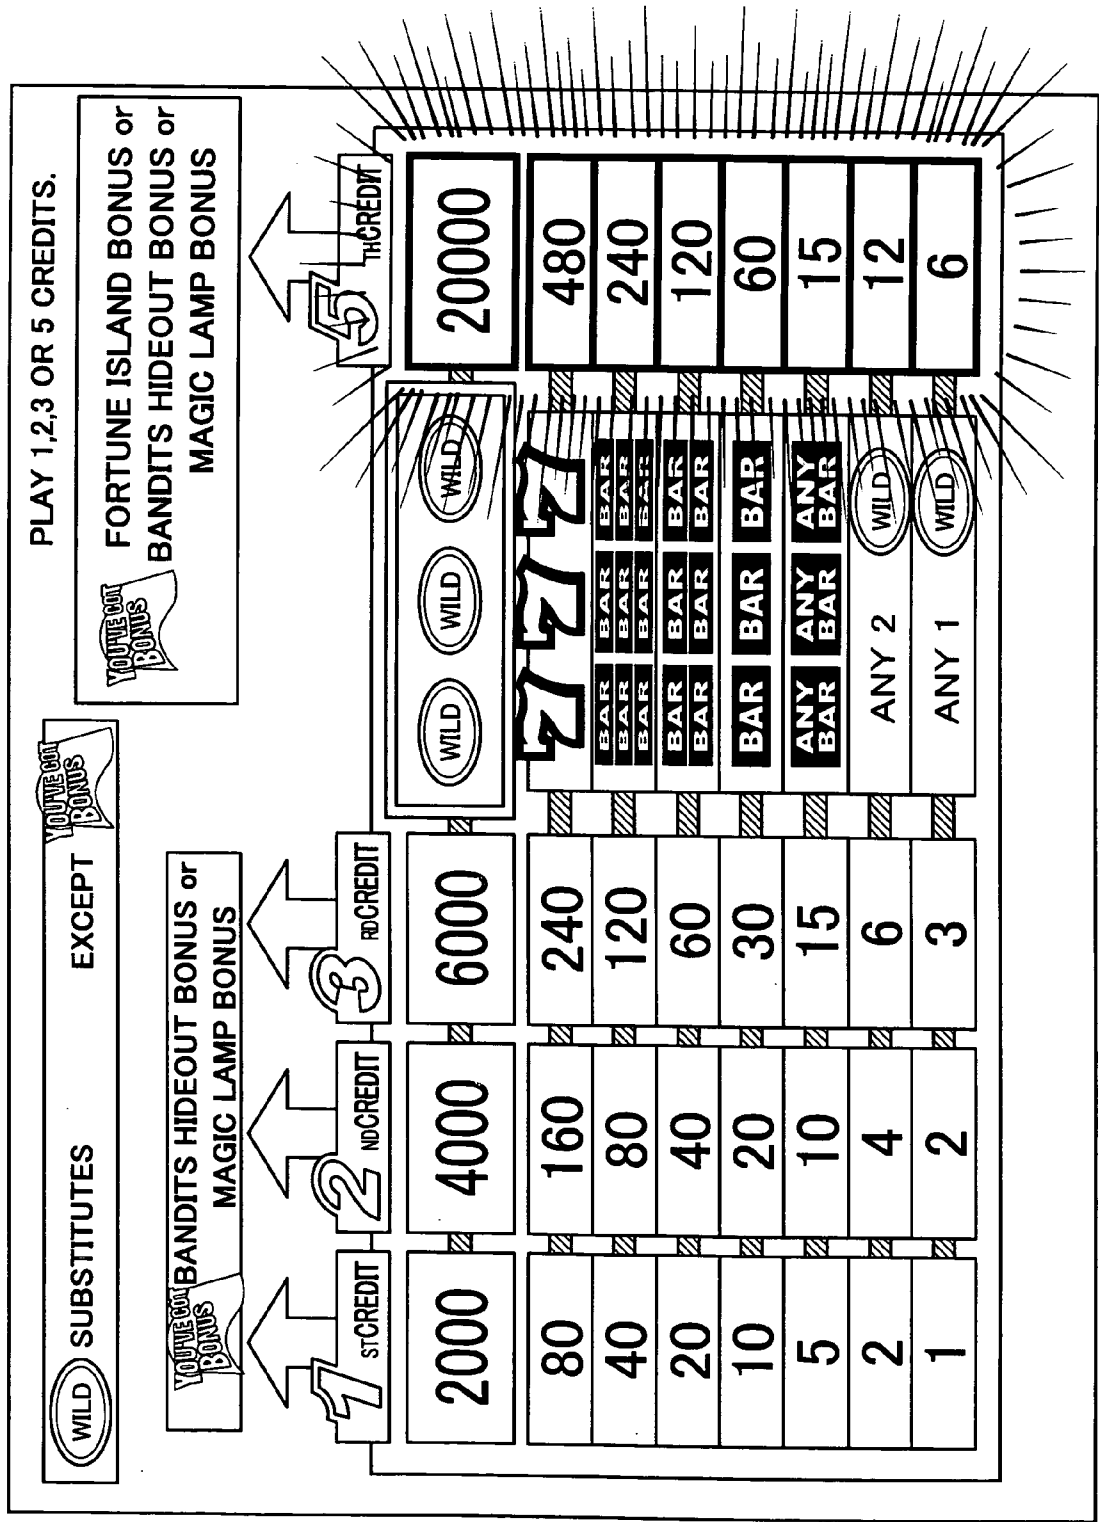 PLAY 1,2,3 OR 5 CREDITS.
WILD SUBSTITUTES EXCEPT YOU'VE GOT BONUS
YOU'VE GOT BONUS
BANDITS HIDEOUT BONUS or
MAGIC LAMP BONUS
YOU'VE GOT BONUS
FORTUNE ISLAND BONUS or
BANDITS HIDEOUT BONUS or
MAGIC LAMP BONUS
1 ST CREDIT 2 ND CREDIT 3 RD CREDIT 5 TH CREDIT
2000 4000 6000 WILD WILD WILD 20000
80 160 240 7 7 7 480
40 80 120 BAR BAR BAR 240
BAR BAR BAR
BAR BAR BAR
20 40 60 BAR BAR BAR 120
BAR BAR BAR
10 20 30 BAR BAR BAR 60
5 10 15 ANY BAR ANY BAR ANY BAR 15
2 4 6 ANY 2 WILD 12
1 2 3 ANY 1 WILD 6